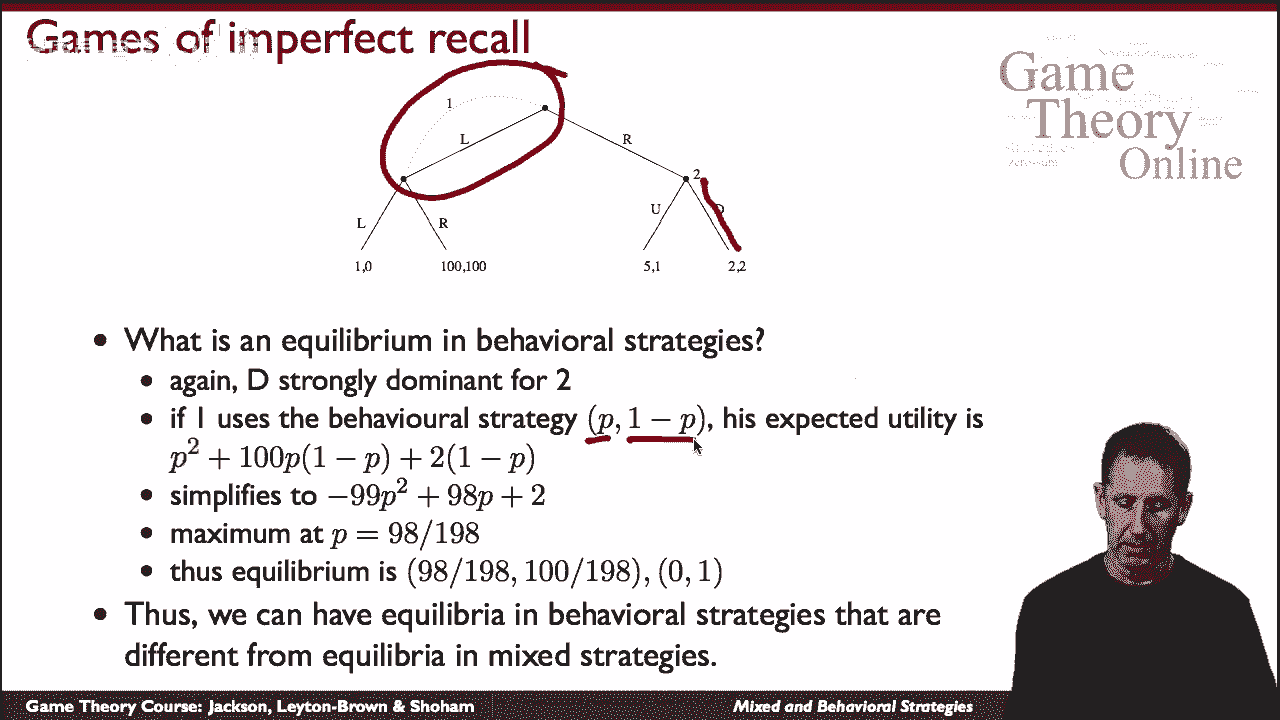 Games of imperfect recall
Game
Theory
Online
1
L
R
2
L
R
U
D
1,0
100,100
5,1
2,2
• What is an equilibrium in behavioral strategies?
• again, D strongly dominant for 2
• if 1 uses the behavioural strategy (p, 1 − p), his expected utility is
p² + 100p(1 − p) + 2(1 − p)
• simplifies to −99p² + 98p + 2
• maximum at p = 98/198
• thus equilibrium is (98/198, 100/198), (0, 1)
• Thus, we can have equilibria in behavioral strategies that are
different from equilibria in mixed strategies.
Game Theory Course: Jackson, Leyton-Brown & Shoham
Mixed and Behavioral Strategies